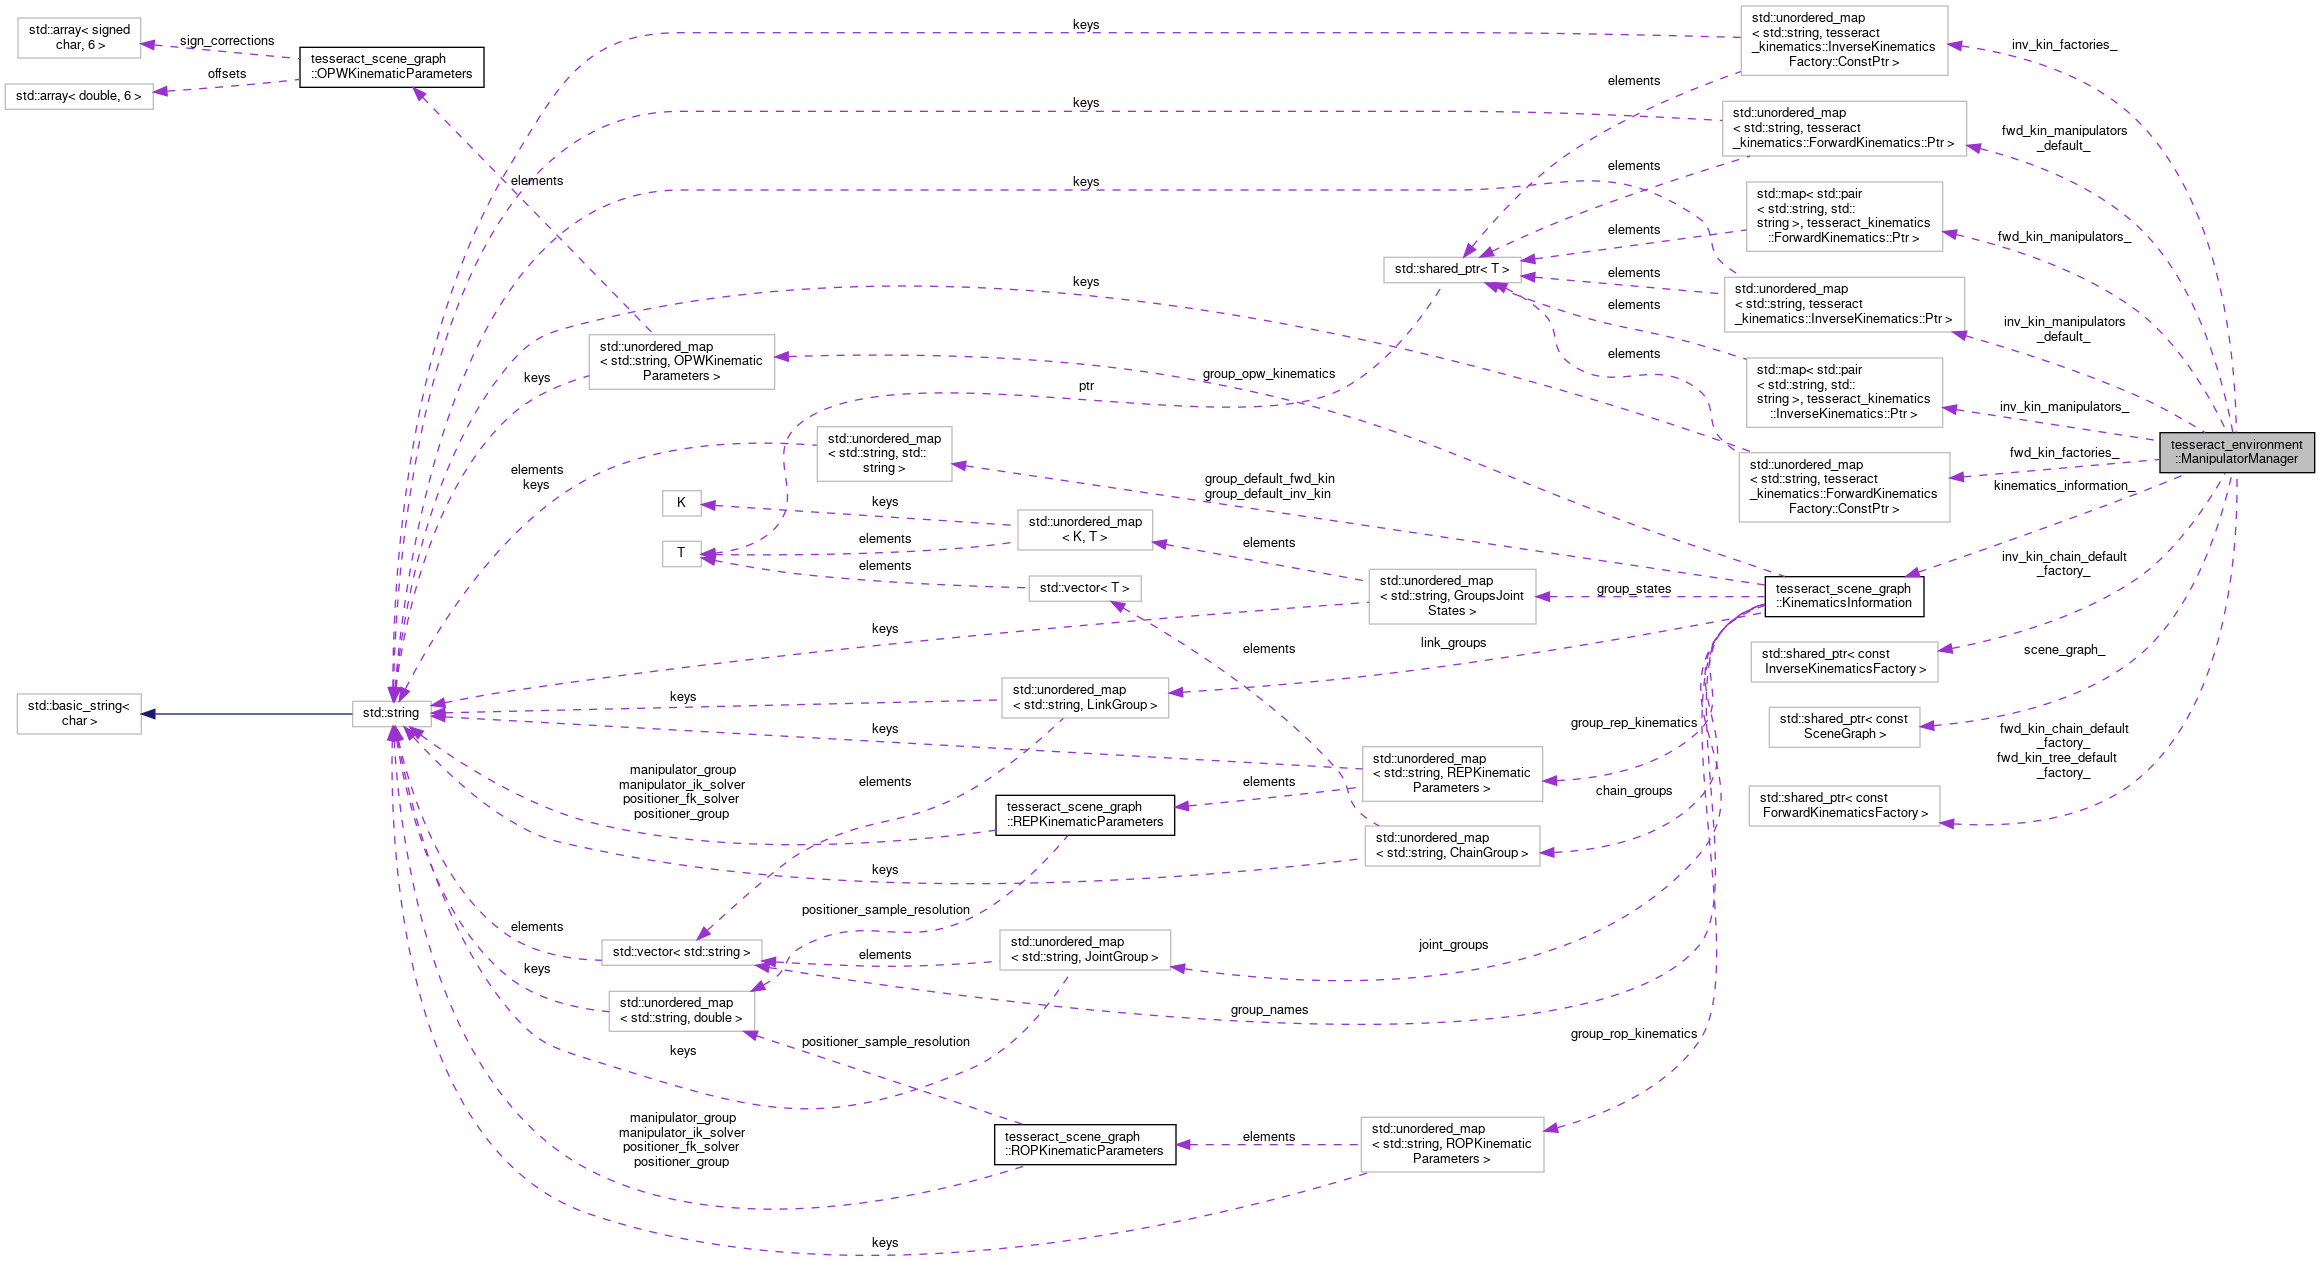 std::array< signed
char, 6 >
std::array< double, 6 >
sign_corrections
offsets
tesseract_scene_graph
::OPWKinematicParameters
elements
std::unordered_map
< std::string, OPWKinematic
Parameters >
keys
keys
keys
keys
keys
std::unordered_map
< std::string, tesseract
_kinematics::InverseKinematics
Factory::ConstPtr >
inv_kin_factories_
elements
std::unordered_map
< std::string, tesseract
_kinematics::ForwardKinematics::Ptr >
fwd_kin_manipulators
_default_
elements
std::map< std::pair
< std::string, std::
string >, tesseract_kinematics
::ForwardKinematics::Ptr >
fwd_kin_manipulators_
elements
std::shared_ptr< T >
std::unordered_map
< std::string, tesseract
_kinematics::InverseKinematics::Ptr >
inv_kin_manipulators
_default_
elements
elements
std::map< std::pair
< std::string, std::
string >, tesseract_kinematics
::InverseKinematics::Ptr >
inv_kin_manipulators_
elements
std::unordered_map
< std::string, tesseract
_kinematics::ForwardKinematics
Factory::ConstPtr >
fwd_kin_factories_
tesseract_environment
::ManipulatorManager
kinematics_information_
group_opw_kinematics
ptr
std::unordered_map
< std::string, std::
string >
elements
keys
group_default_fwd_kin
group_default_inv_kin
K
T
keys
elements
elements
std::unordered_map
< K, T >
std::vector< T >
elements
std::unordered_map
< std::string, GroupsJoint
States >
group_states
tesseract_scene_graph
::KinematicsInformation
inv_kin_chain_default
_factory_
std::shared_ptr< const
InverseKinematicsFactory >
scene_graph_
std::shared_ptr< const
SceneGraph >
fwd_kin_chain_default
_factory_
fwd_kin_tree_default
_factory_
std::shared_ptr< const
ForwardKinematicsFactory >
keys
elements
link_groups
std::unordered_map
< std::string, LinkGroup >
keys
std::basic_string<
char >
std::string
keys
group_rep_kinematics
std::unordered_map
< std::string, REPKinematic
Parameters >
elements
elements
manipulator_group
manipulator_ik_solver
positioner_fk_solver
positioner_group
tesseract_scene_graph
::REPKinematicParameters
chain_groups
std::unordered_map
< std::string, ChainGroup >
keys
positioner_sample_resolution
elements
std::vector< std::string >
elements
std::unordered_map
< std::string, JointGroup >
joint_groups
keys
std::unordered_map
< std::string, double >
group_names
positioner_sample_resolution
keys
group_rop_kinematics
manipulator_group
manipulator_ik_solver
positioner_fk_solver
positioner_group
tesseract_scene_graph
::ROPKinematicParameters
elements
std::unordered_map
< std::string, ROPKinematic
Parameters >
keys